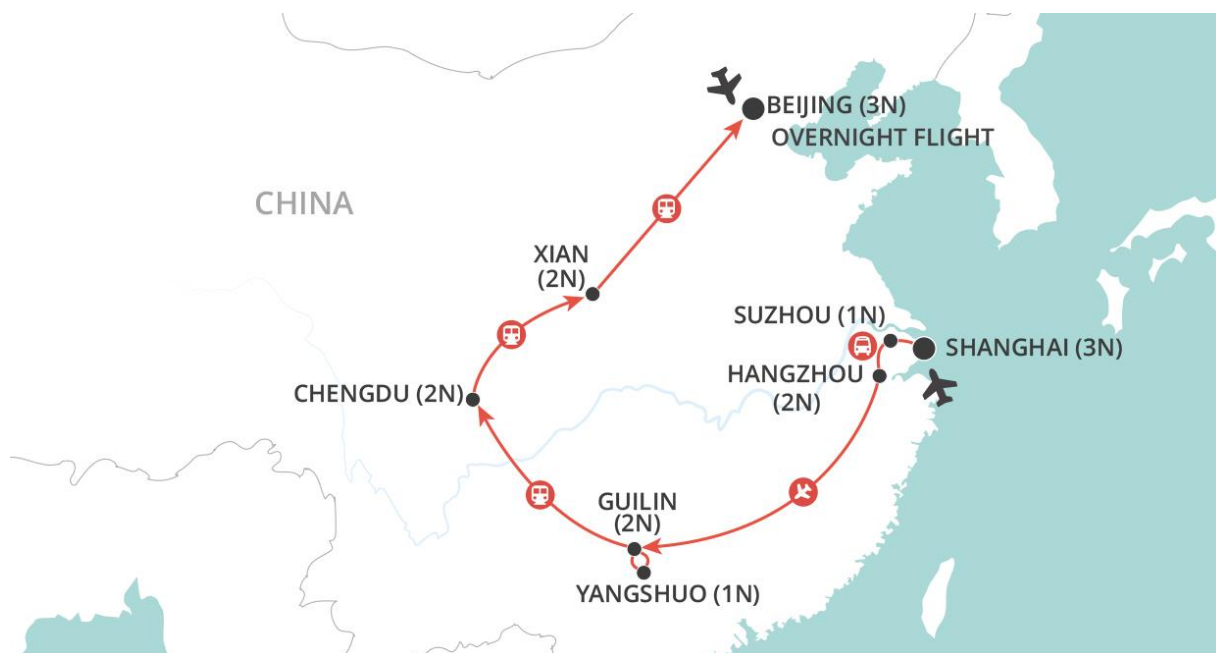 BEIJING (3N)
OVERNIGHT FLIGHT
CHINA
XIAN
(2N)
SUZHOU (1N)
SHANGHAI (3N)
HANGZHOU
(2N)
CHENGDU (2N)
GUILIN
(2N)
YANGSHUO (1N)